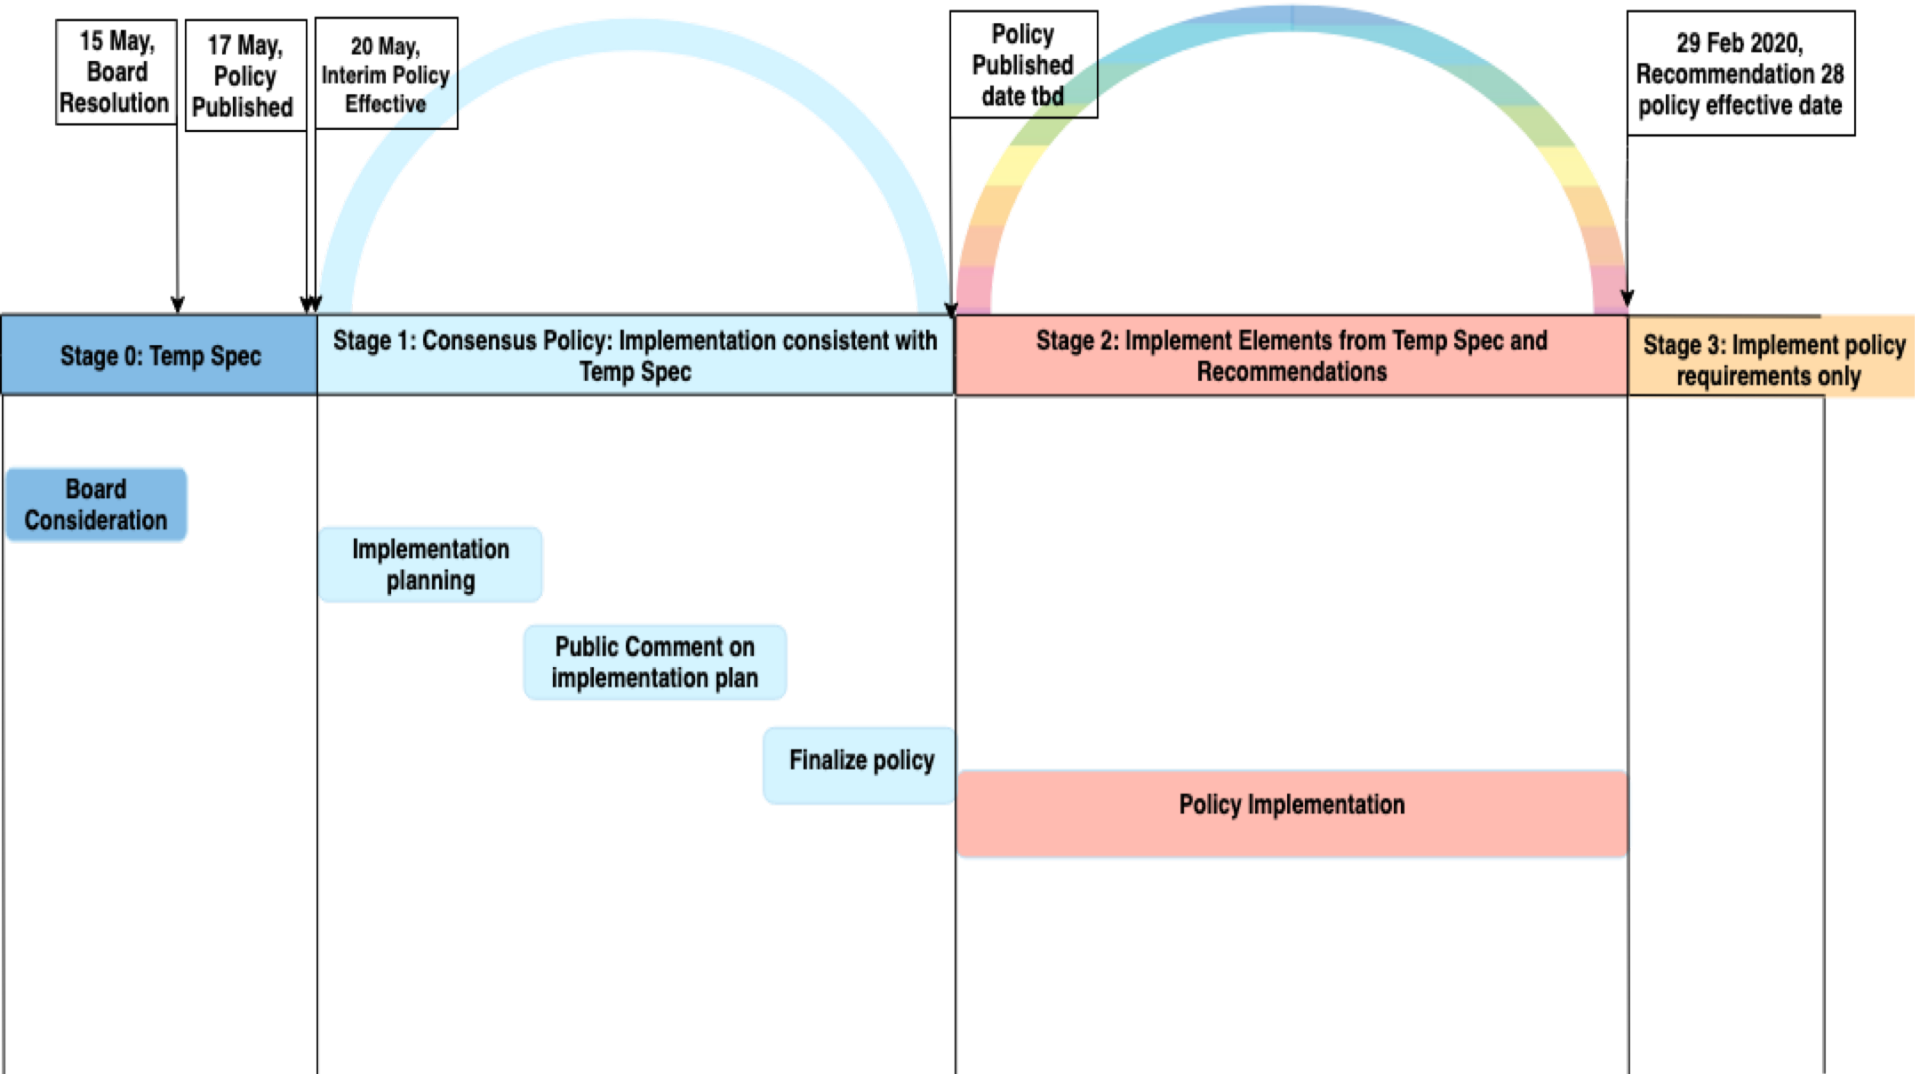 15 May,
Board
Resolution
17 May,
Policy
Published
20 May,
Interim Policy
Effective
Policy
Published
date tbd
29 Feb 2020,
Recommendation 28
policy effective date
Stage 0: Temp Spec
Stage 1: Consensus Policy: Implementation consistent with
Temp Spec
Stage 2: Implement Elements from Temp Spec and
Recommendations
Stage 3: Implement policy
requirements only
Board
Consideration
Implementation
planning
Public Comment on
implementation plan
Finalize policy
Policy Implementation